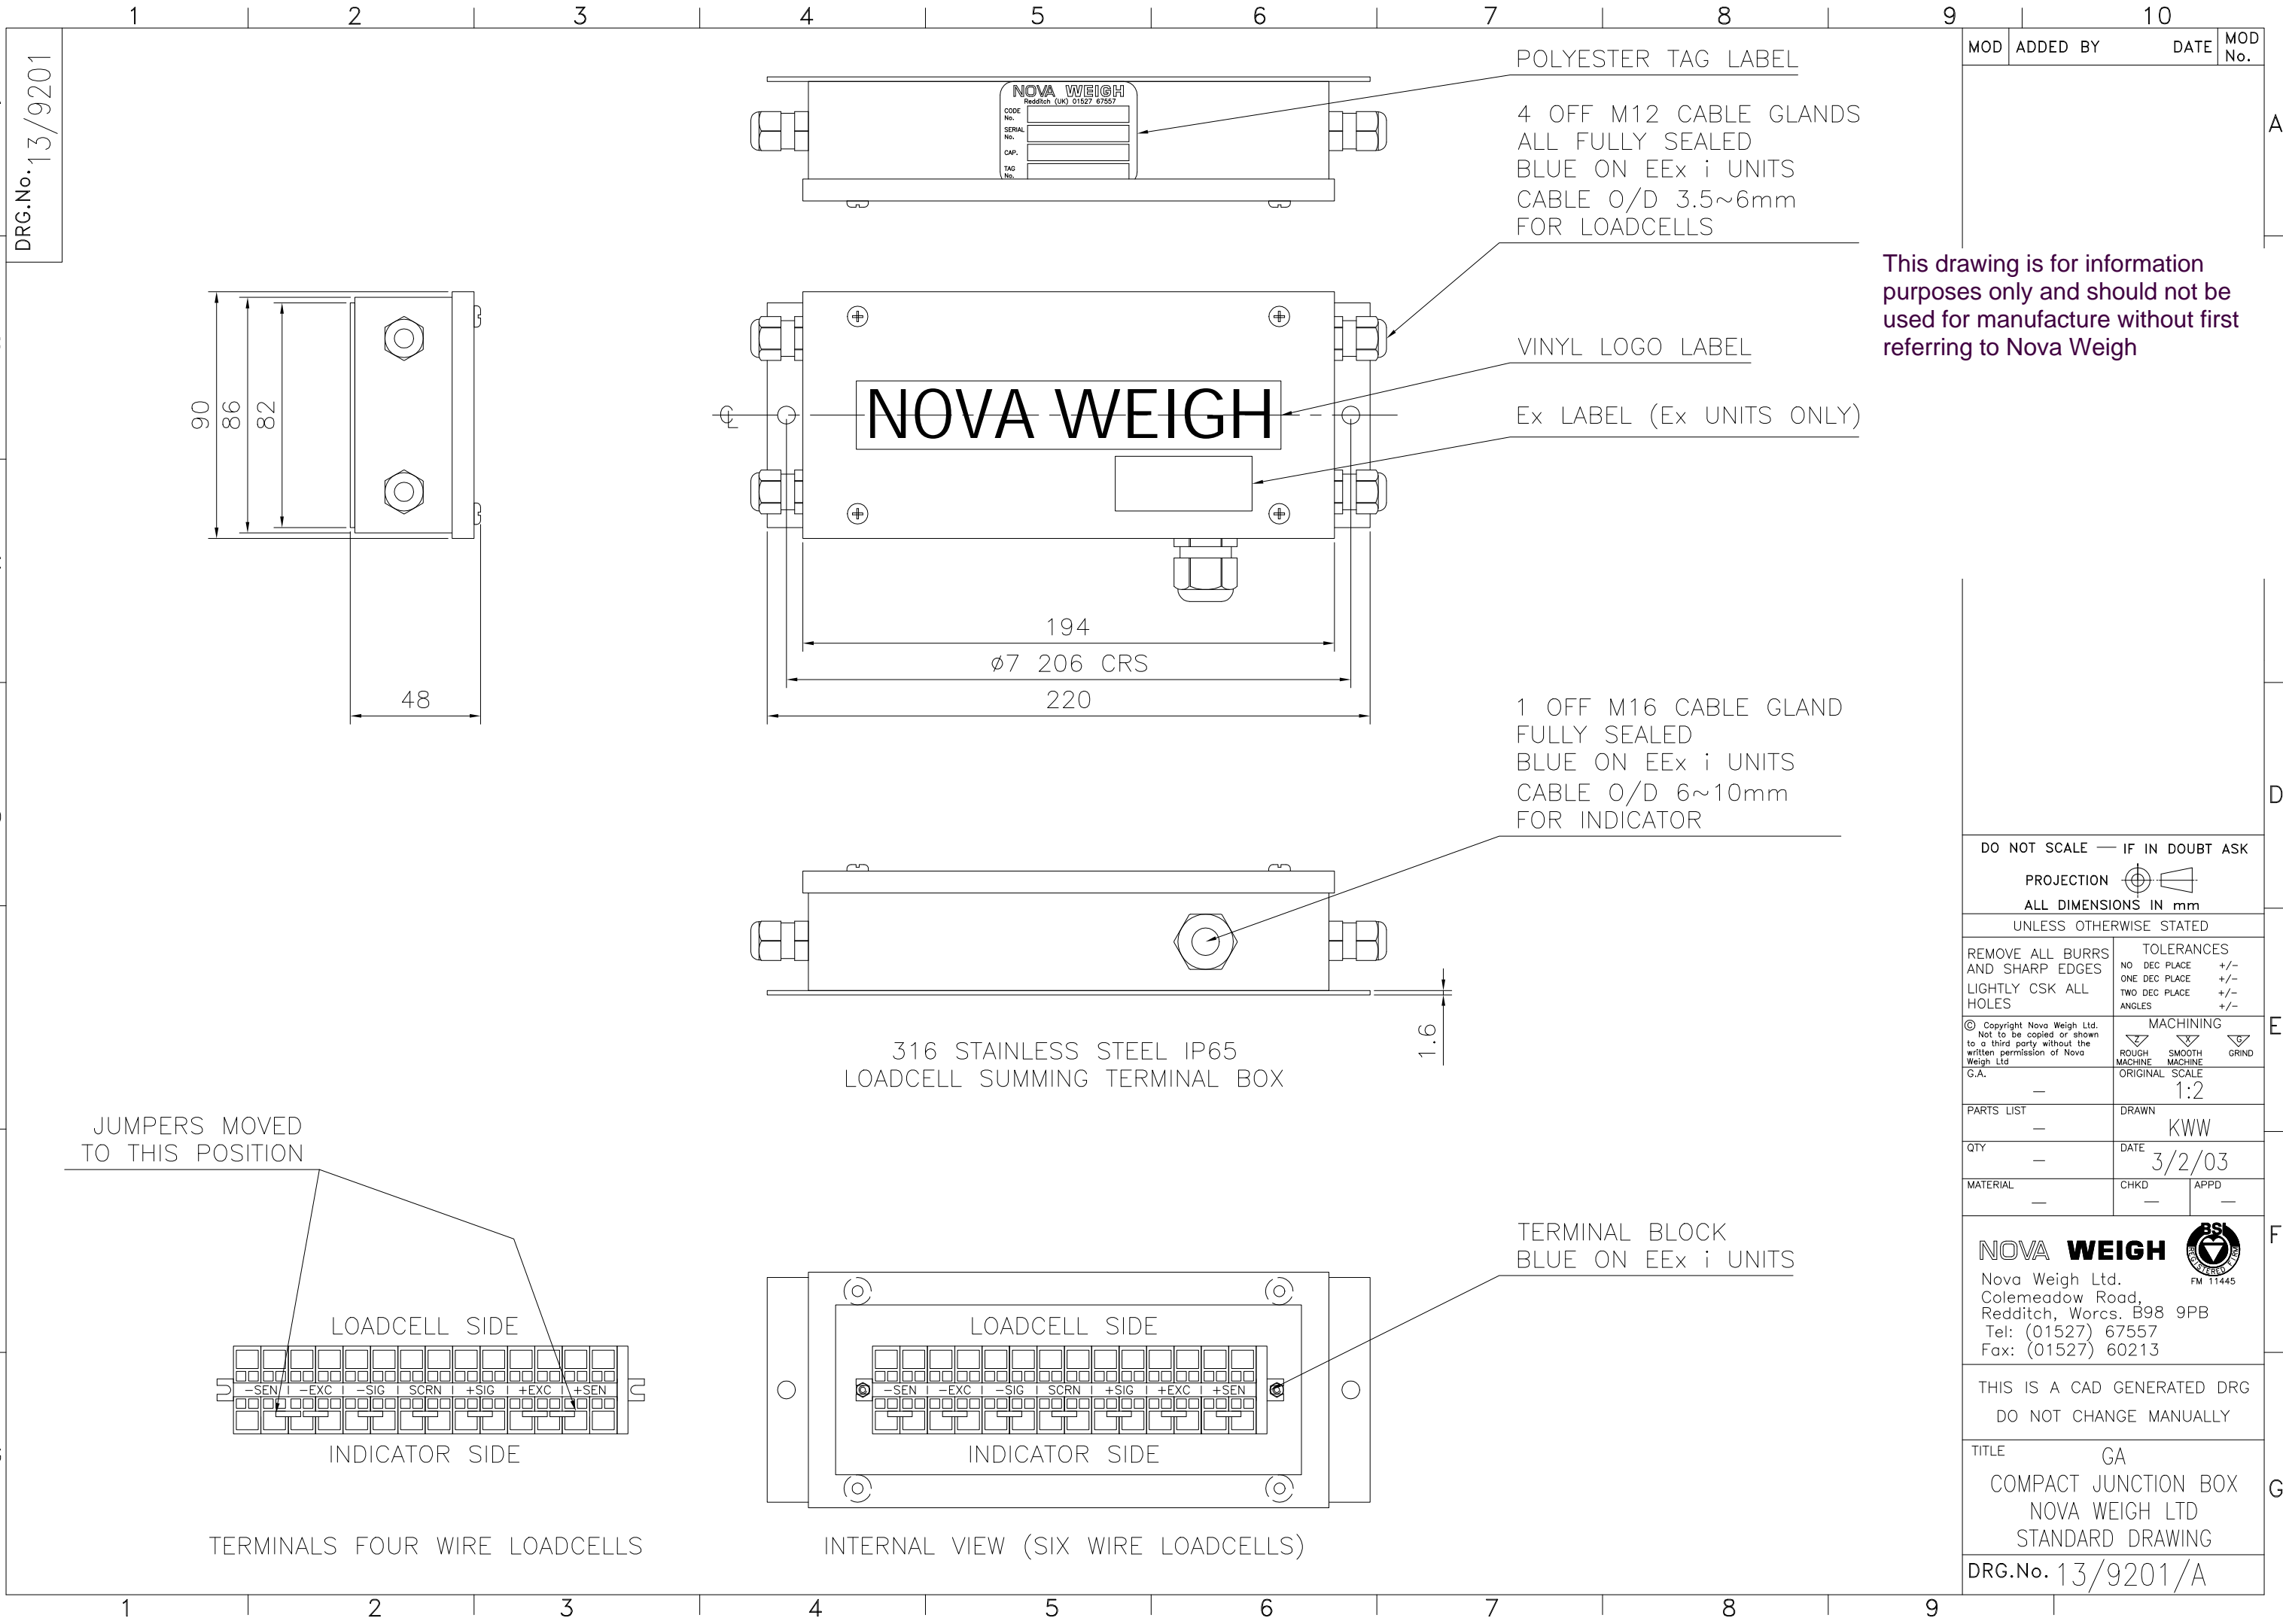 1 2 3 4 5 6 7 8 9 10
DRG.No. 13/9201
MOD ADDED BY DATE MOD No.
A
NOVA WEIGH
Redditch (UK) 01527 67557
CODE No.
SERIAL No.
CAP.
TAG No.
POLYESTER TAG LABEL
4 OFF M12 CABLE GLANDS
ALL FULLY SEALED
BLUE ON EEx i UNITS
CABLE O/D 3.5~6mm
FOR LOADCELLS
This drawing is for information
purposes only and should not be
used for manufacture without first
referring to Nova Weigh
VINYL LOGO LABEL
Ex LABEL (Ex UNITS ONLY)
90
86
82
48
NOVA WEIGH
194
ø7 206 CRS
220
1 OFF M16 CABLE GLAND
FULLY SEALED
BLUE ON EEx i UNITS
CABLE O/D 6~10mm
FOR INDICATOR
D
1.6
316 STAINLESS STEEL IP65
LOADCELL SUMMING TERMINAL BOX
JUMPERS MOVED
TO THIS POSITION
LOADCELL SIDE
-SEN -EXC -SIG SCRN +SIG +EXC +SEN
INDICATOR SIDE
TERMINALS FOUR WIRE LOADCELLS
LOADCELL SIDE
-SEN -EXC -SIG SCRN +SIG +EXC +SEN
INDICATOR SIDE
INTERNAL VIEW (SIX WIRE LOADCELLS)
TERMINAL BLOCK
BLUE ON EEx i UNITS
DO NOT SCALE — IF IN DOUBT ASK
PROJECTION
ALL DIMENSIONS IN mm
UNLESS OTHERWISE STATED
REMOVE ALL BURRS
AND SHARP EDGES
LIGHTLY CSK ALL
HOLES
TOLERANCES
NO DEC PLACE +/-
ONE DEC PLACE +/-
TWO DEC PLACE +/-
ANGLES +/-
E
© Copyright Nova Weigh Ltd.
Not to be copied or shown
to a third party without the
written permission of Nova
Weigh Ltd
MACHINING
Z X G
ROUGH MACHINE SMOOTH MACHINE GRIND
G.A. —
ORIGINAL SCALE
1:2
PARTS LIST —
DRAWN
KWW
QTY —
DATE
3/2/03
MATERIAL —
CHKD —
APPD —
F
NOVA WEIGH
BSI
REGISTERED FIRM
FM 11445
Nova Weigh Ltd.
Colemeadow Road,
Redditch, Worcs. B98 9PB
Tel: (01527) 67557
Fax: (01527) 60213
THIS IS A CAD GENERATED DRG
DO NOT CHANGE MANUALLY
TITLE
GA
COMPACT JUNCTION BOX
NOVA WEIGH LTD
STANDARD DRAWING
G
DRG.No. 13/9201/A
1 2 3 4 5 6 7 8 9